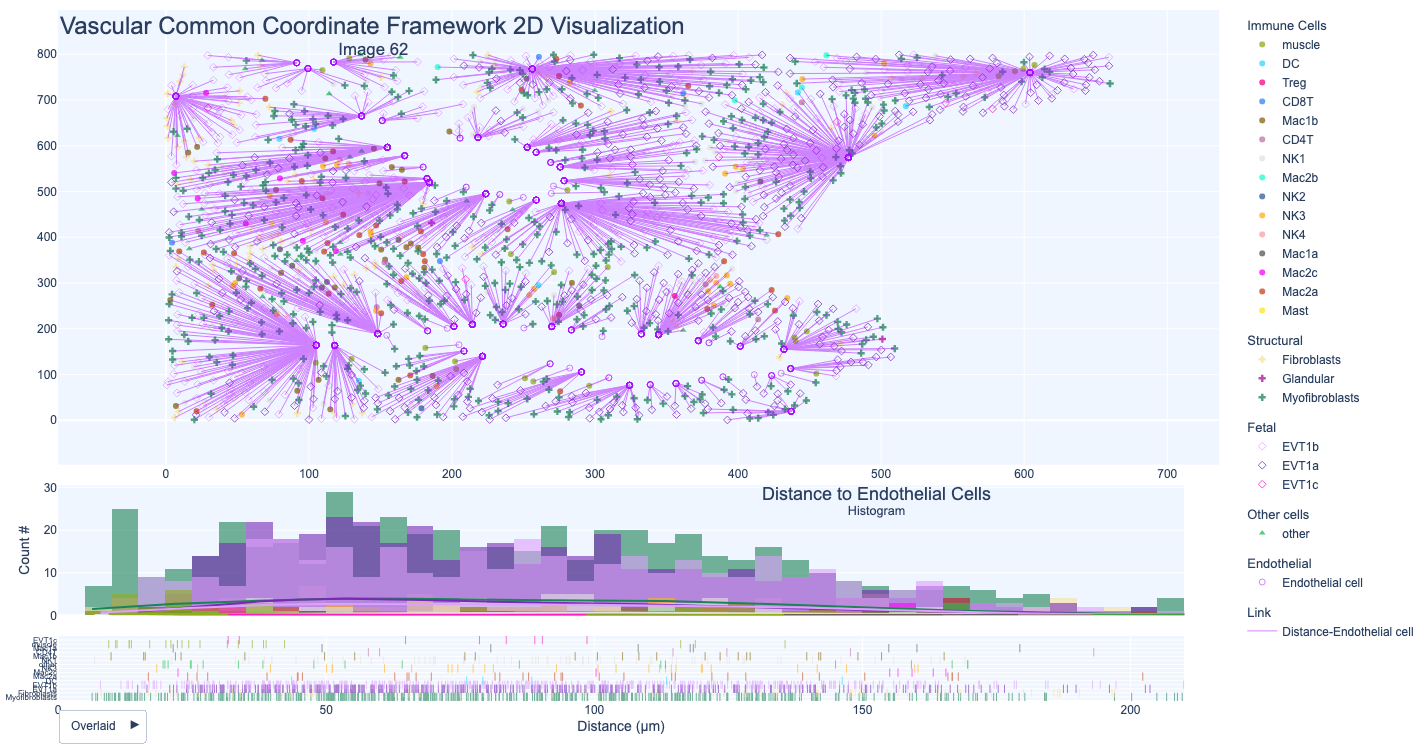 Vascular Common Coordinate Framework 2D Visualization
Image 62
800
700
600
500
400
300
200
100
0
0 100 200 300 400 500 600 700
Immune Cells
muscle
DC
Treg
CD8T
Mac1b
CD4T
NK1
Mac2b
NK2
NK3
NK4
Mac1a
Mac2c
Mac2a
Mast
Structural
Fibroblasts
Glandular
Myofibroblasts
Fetal
EVT1b
EVT1a
EVT1c
Other cells
other
Endothelial
Endothelial cell
Link
Distance-Endothelial cell
Distance to Endothelial Cells
Histogram
Count #
30
20
10
0
EVT1c
Mac2a
Fibroblasts
Myofibroblasts
0 50 100 150 200
Distance (μm)
Overlaid ▶